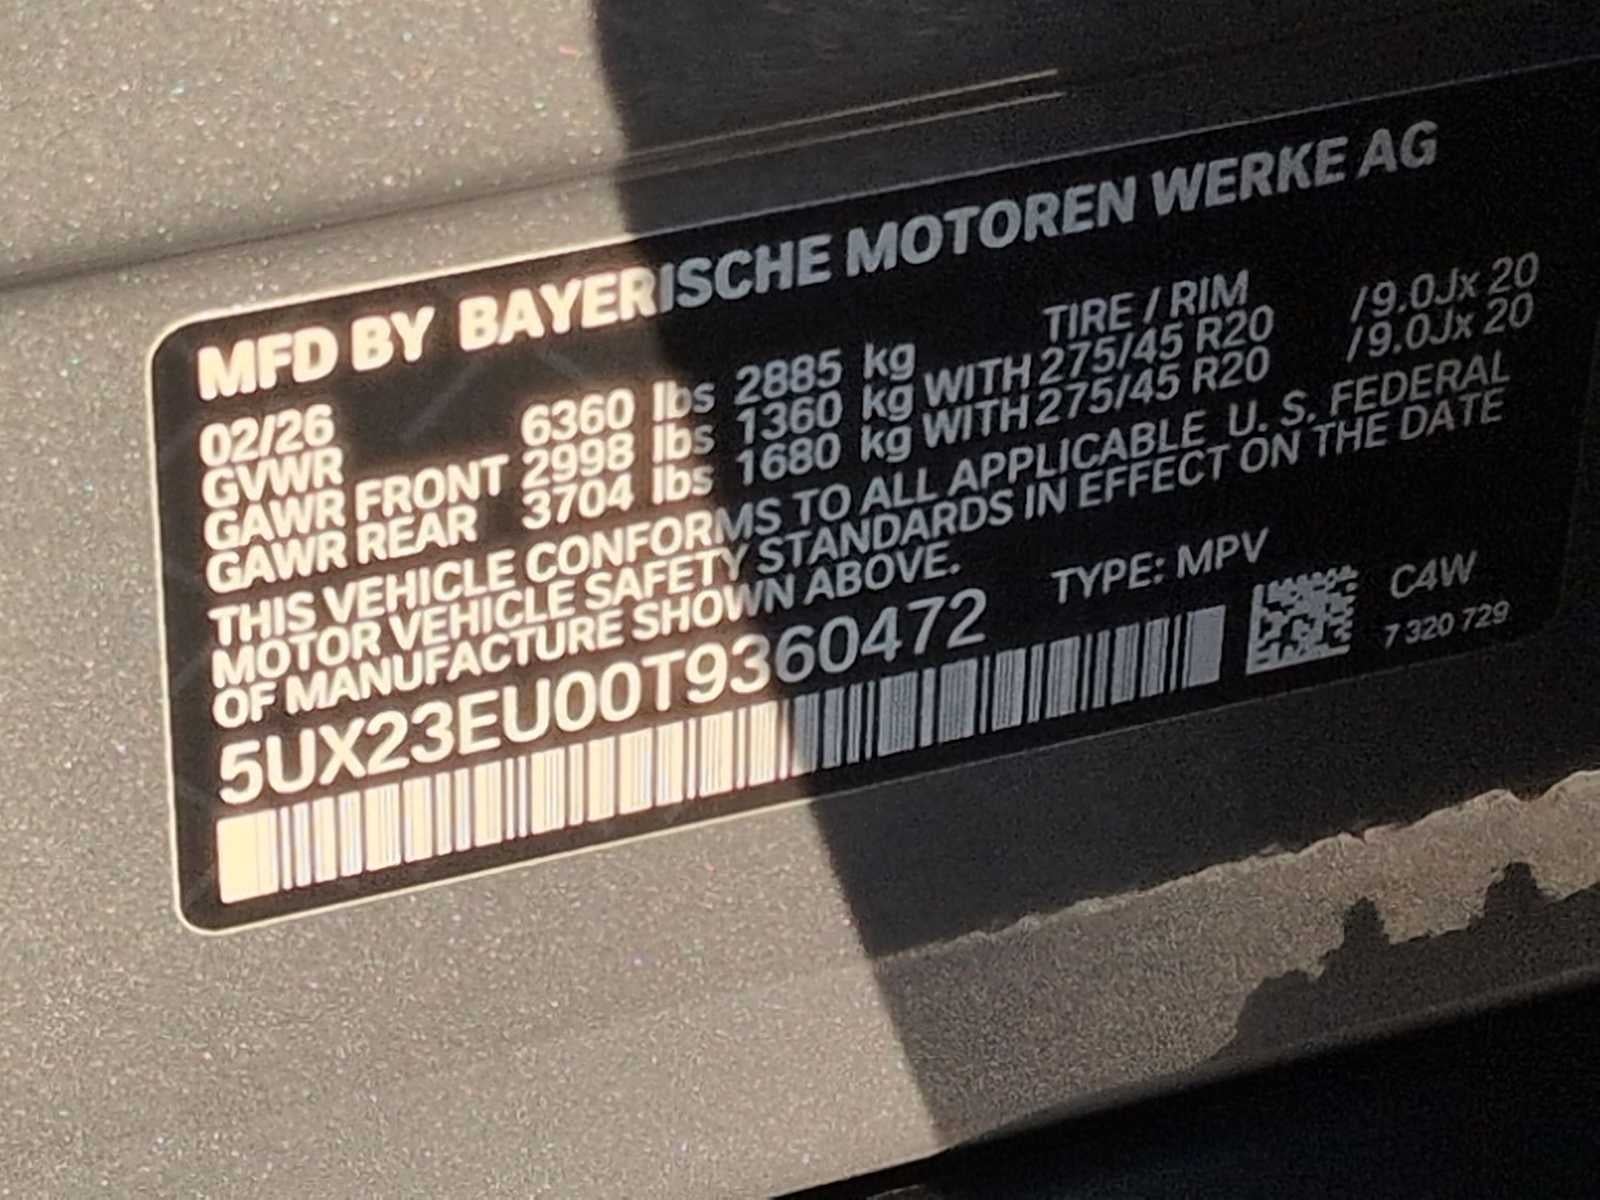 MFD BY BAYERISCHE MOTOREN WERKE AG
02/26 TIRE / RIM
GVWR 6360 lbs 2885 kg
GAWR FRONT 2998 lbs 1360 kg WITH 275/45 R20 /9.0Jx 20
GAWR REAR 3704 lbs 1680 kg WITH 275/45 R20 /9.0Jx 20
THIS VEHICLE CONFORMS TO ALL APPLICABLE U. S. FEDERAL
MOTOR VEHICLE SAFETY STANDARDS IN EFFECT ON THE DATE
OF MANUFACTURE SHOWN ABOVE.
5UX23EU00T9360472 TYPE: MPV C4W
7 320 729